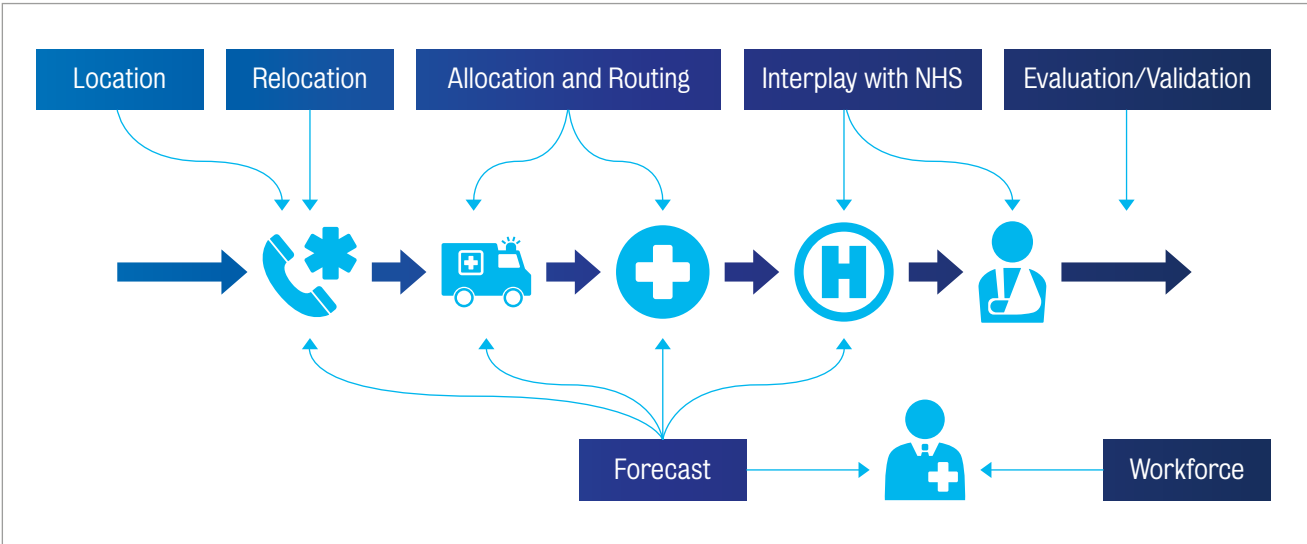 Location
Relocation
Allocation and Routing
Interplay with NHS
Evaluation/Validation
H
Forecast
Workforce